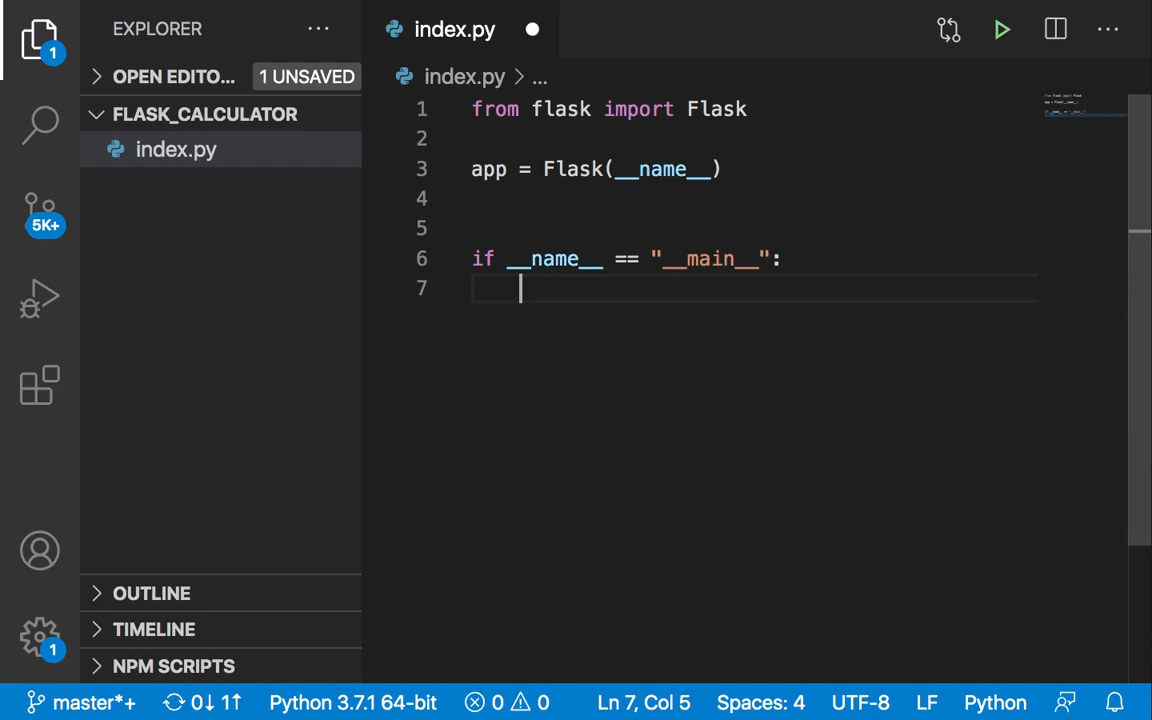 EXPLORER
index.py
1
OPEN EDITO... 1 UNSAVED
index.py > ...
FLASK_CALCULATOR
index.py
5K+
1 from flask import Flask
2
3 app = Flask(__name__)
4
5
6 if __name__ == "__main__":
7
OUTLINE
TIMELINE
1
NPM SCRIPTS
master*+ 0↓ 1↑ Python 3.7.1 64-bit 0 0 Ln 7, Col 5 Spaces: 4 UTF-8 LF Python